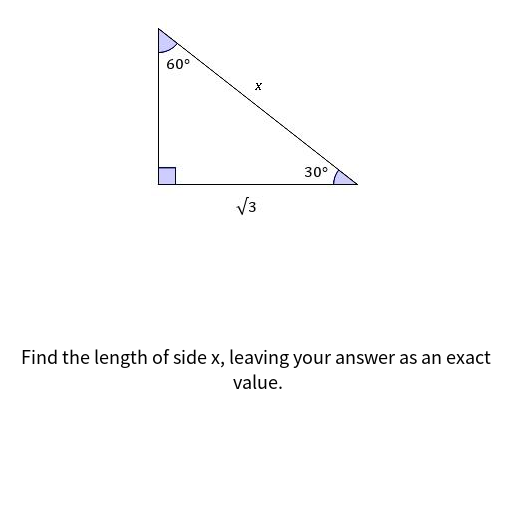 60°
x
30°
√3
Find the length of side x, leaving your answer as an exact
value.